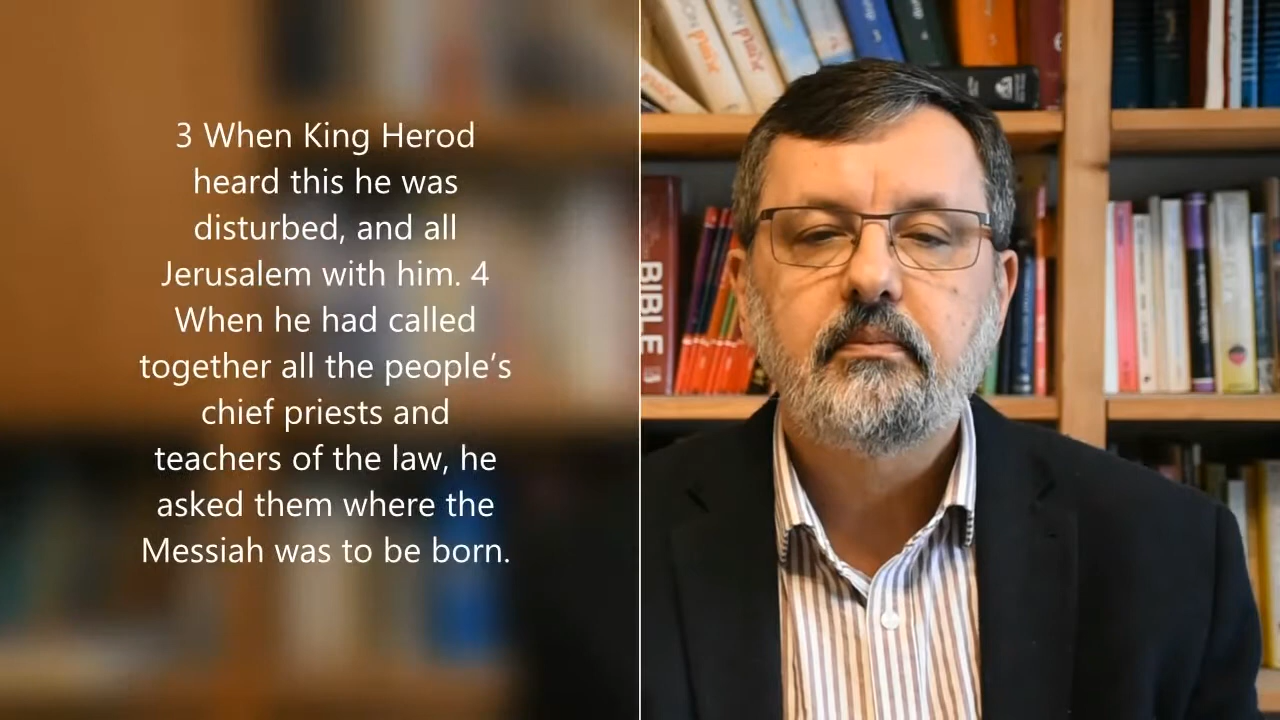 3 When King Herod
heard this he was
disturbed, and all
Jerusalem with him. 4
When he had called
together all the people’s
chief priests and
teachers of the law, he
asked them where the
Messiah was to be born.
BIBLE